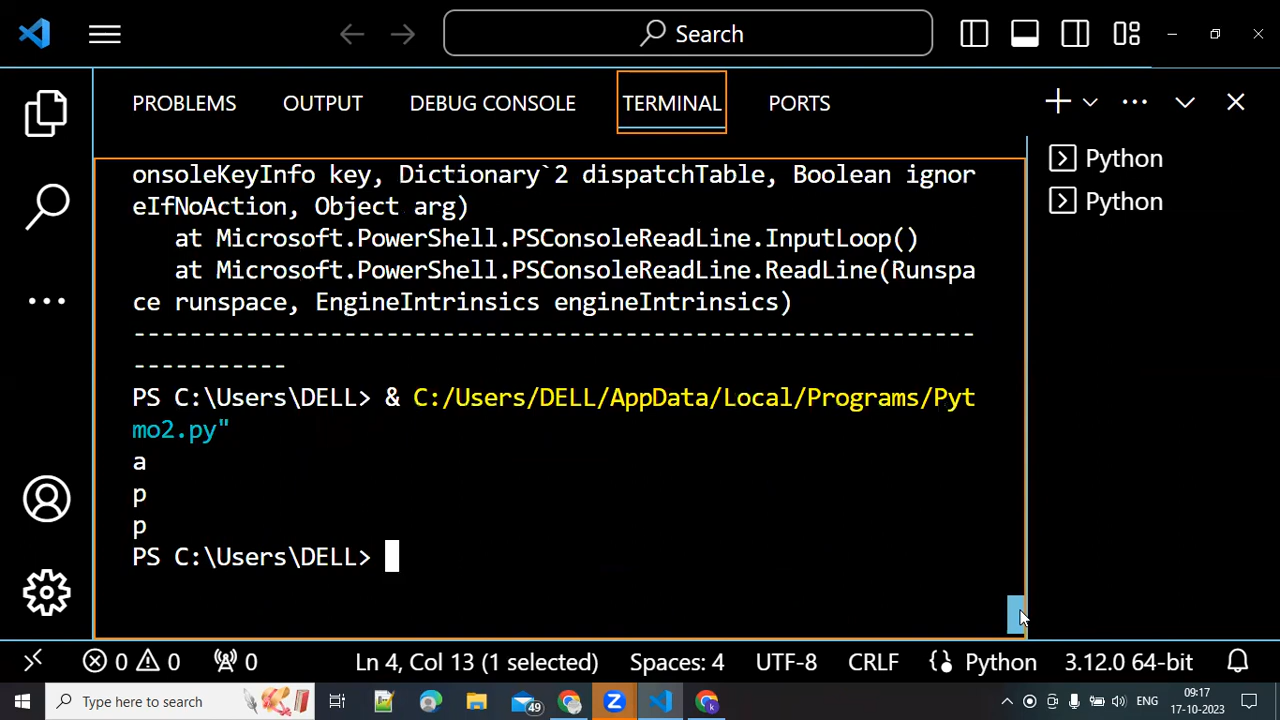 Search
PROBLEMS OUTPUT DEBUG CONSOLE TERMINAL PORTS
Python
Python
onsoleKeyInfo key, Dictionary`2 dispatchTable, Boolean ignor
eIfNoAction, Object arg)
   at Microsoft.PowerShell.PSConsoleReadLine.InputLoop()
   at Microsoft.PowerShell.PSConsoleReadLine.ReadLine(Runspa
ce runspace, EngineIntrinsics engineIntrinsics)
------------------------------------------------------------
-----------
PS C:\Users\DELL> & C:/Users/DELL/AppData/Local/Programs/Pyt
mo2.py"
a
p
p
PS C:\Users\DELL>
0 0 0 Ln 4, Col 13 (1 selected) Spaces: 4 UTF-8 CRLF Python 3.12.0 64-bit
Type here to search 49 ENG 09:17
17-10-2023